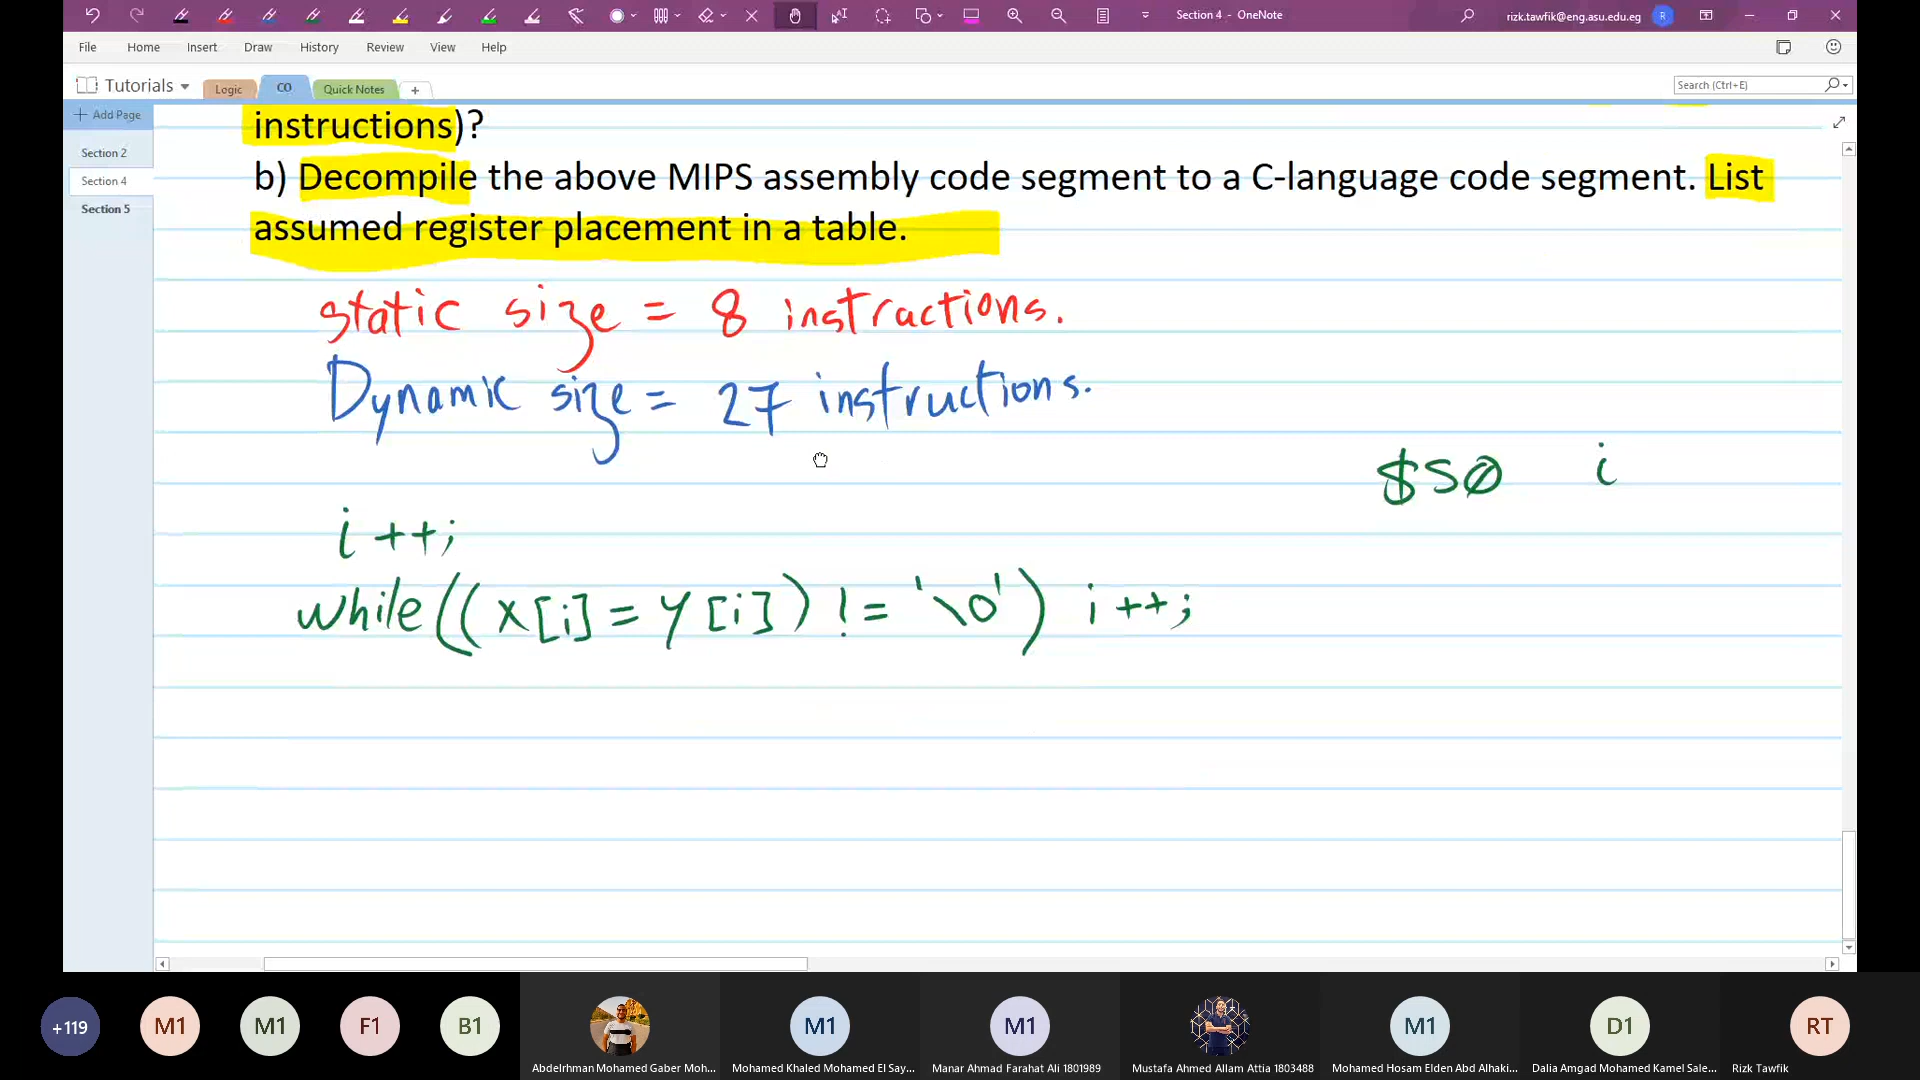 Section 4 - OneNote
rizk.tawfik@eng.asu.edu.eg
R
File Home Insert Draw History Review View Help
Tutorials
Logic
CO
Quick Notes
+
Search (Ctrl+E)
Add Page
Section 2
Section 4
Section 5
instructions)?
b) Decompile the above MIPS assembly code segment to a C-language code segment. List
assumed register placement in a table.
static size = 8 instractions.
Dynamic size = 27 instructions.
$S0 i
i ++;
while((x[i] = y[i]) != '\0') i ++;
+119
M1
M1
F1
B1
M1
M1
M1
D1
RT
Abdelrhman Mohamed Gaber Moh...
Mohamed Khaled Mohamed El Say...
Manar Ahmad Farahat Ali 1801989
Mustafa Ahmed Allam Attia 1803488
Mohamed Hosam Elden Abd Alhaki...
Dalia Amgad Mohamed Kamel Sale...
Rizk Tawfik